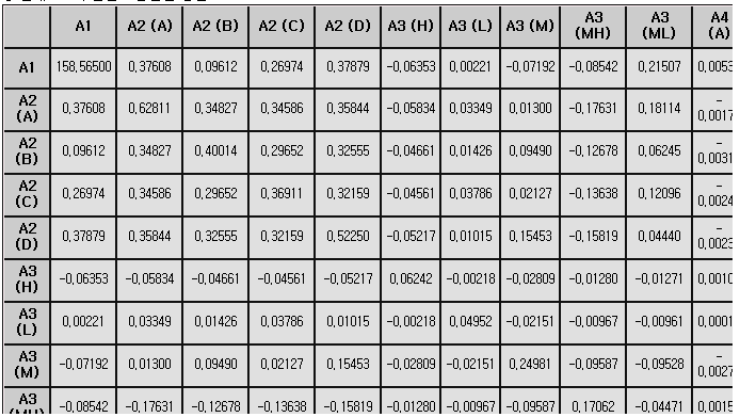 A1 A2 (A) A2 (B) A2 (C) A2 (D) A3 (H) A3 (L) A3 (M) A3 (MH) A3 (ML) A4 (A)
A1 158,56500 0,37608 0,09612 0,26974 0,37879 -0,06353 0,00221 -0,07192 -0,08542 0,21507 0,005
A2 (A) 0,37608 0,62811 0,34827 0,34586 0,35844 -0,05834 0,03349 0,01300 -0,17631 0,18114 -0,0017
A2 (B) 0,09612 0,34827 0,40014 0,29652 0,32555 -0,04661 0,01426 0,09490 -0,12678 0,06245 -0,0031
A2 (C) 0,26974 0,34586 0,29652 0,36911 0,32159 -0,04561 0,03786 0,02127 -0,13638 0,12096 -0,0024
A2 (D) 0,37879 0,35844 0,32555 0,32159 0,52250 -0,05217 0,01015 0,15453 -0,15819 0,04440 -0,002
A3 (H) -0,06353 -0,05834 -0,04661 -0,04561 -0,05217 0,06242 -0,00218 -0,02809 -0,01280 -0,01271 0,001
A3 (L) 0,00221 0,03349 0,01426 0,03786 0,01015 -0,00218 0,04952 -0,02151 -0,00967 -0,00961 0,0001
A3 (M) -0,07192 0,01300 0,09490 0,02127 0,15453 -0,02809 -0,02151 0,24981 -0,09587 -0,09528 -0,0027
A3 -0,08542 -0,17631 -0,12678 -0,13638 -0,15819 -0,01280 -0,00967 -0,09587 0,17062 -0,04471 0,0015